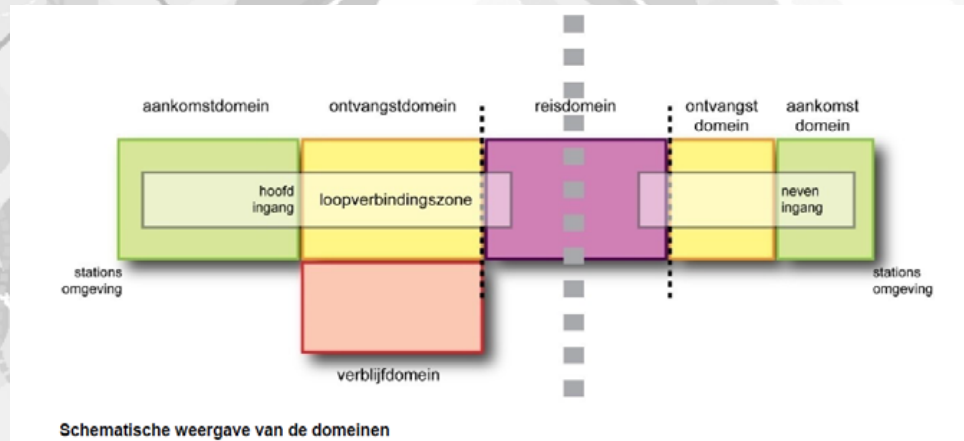 aankomstdomein
ontvangstdomein
reisdomein
ontvangst
domein
aankomst
domein
hoofd
ingang
loopverbindingszone
neven
ingang
stations
omgeving
stations
omgeving
verblijfdomein
Schematische weergave van de domeinen